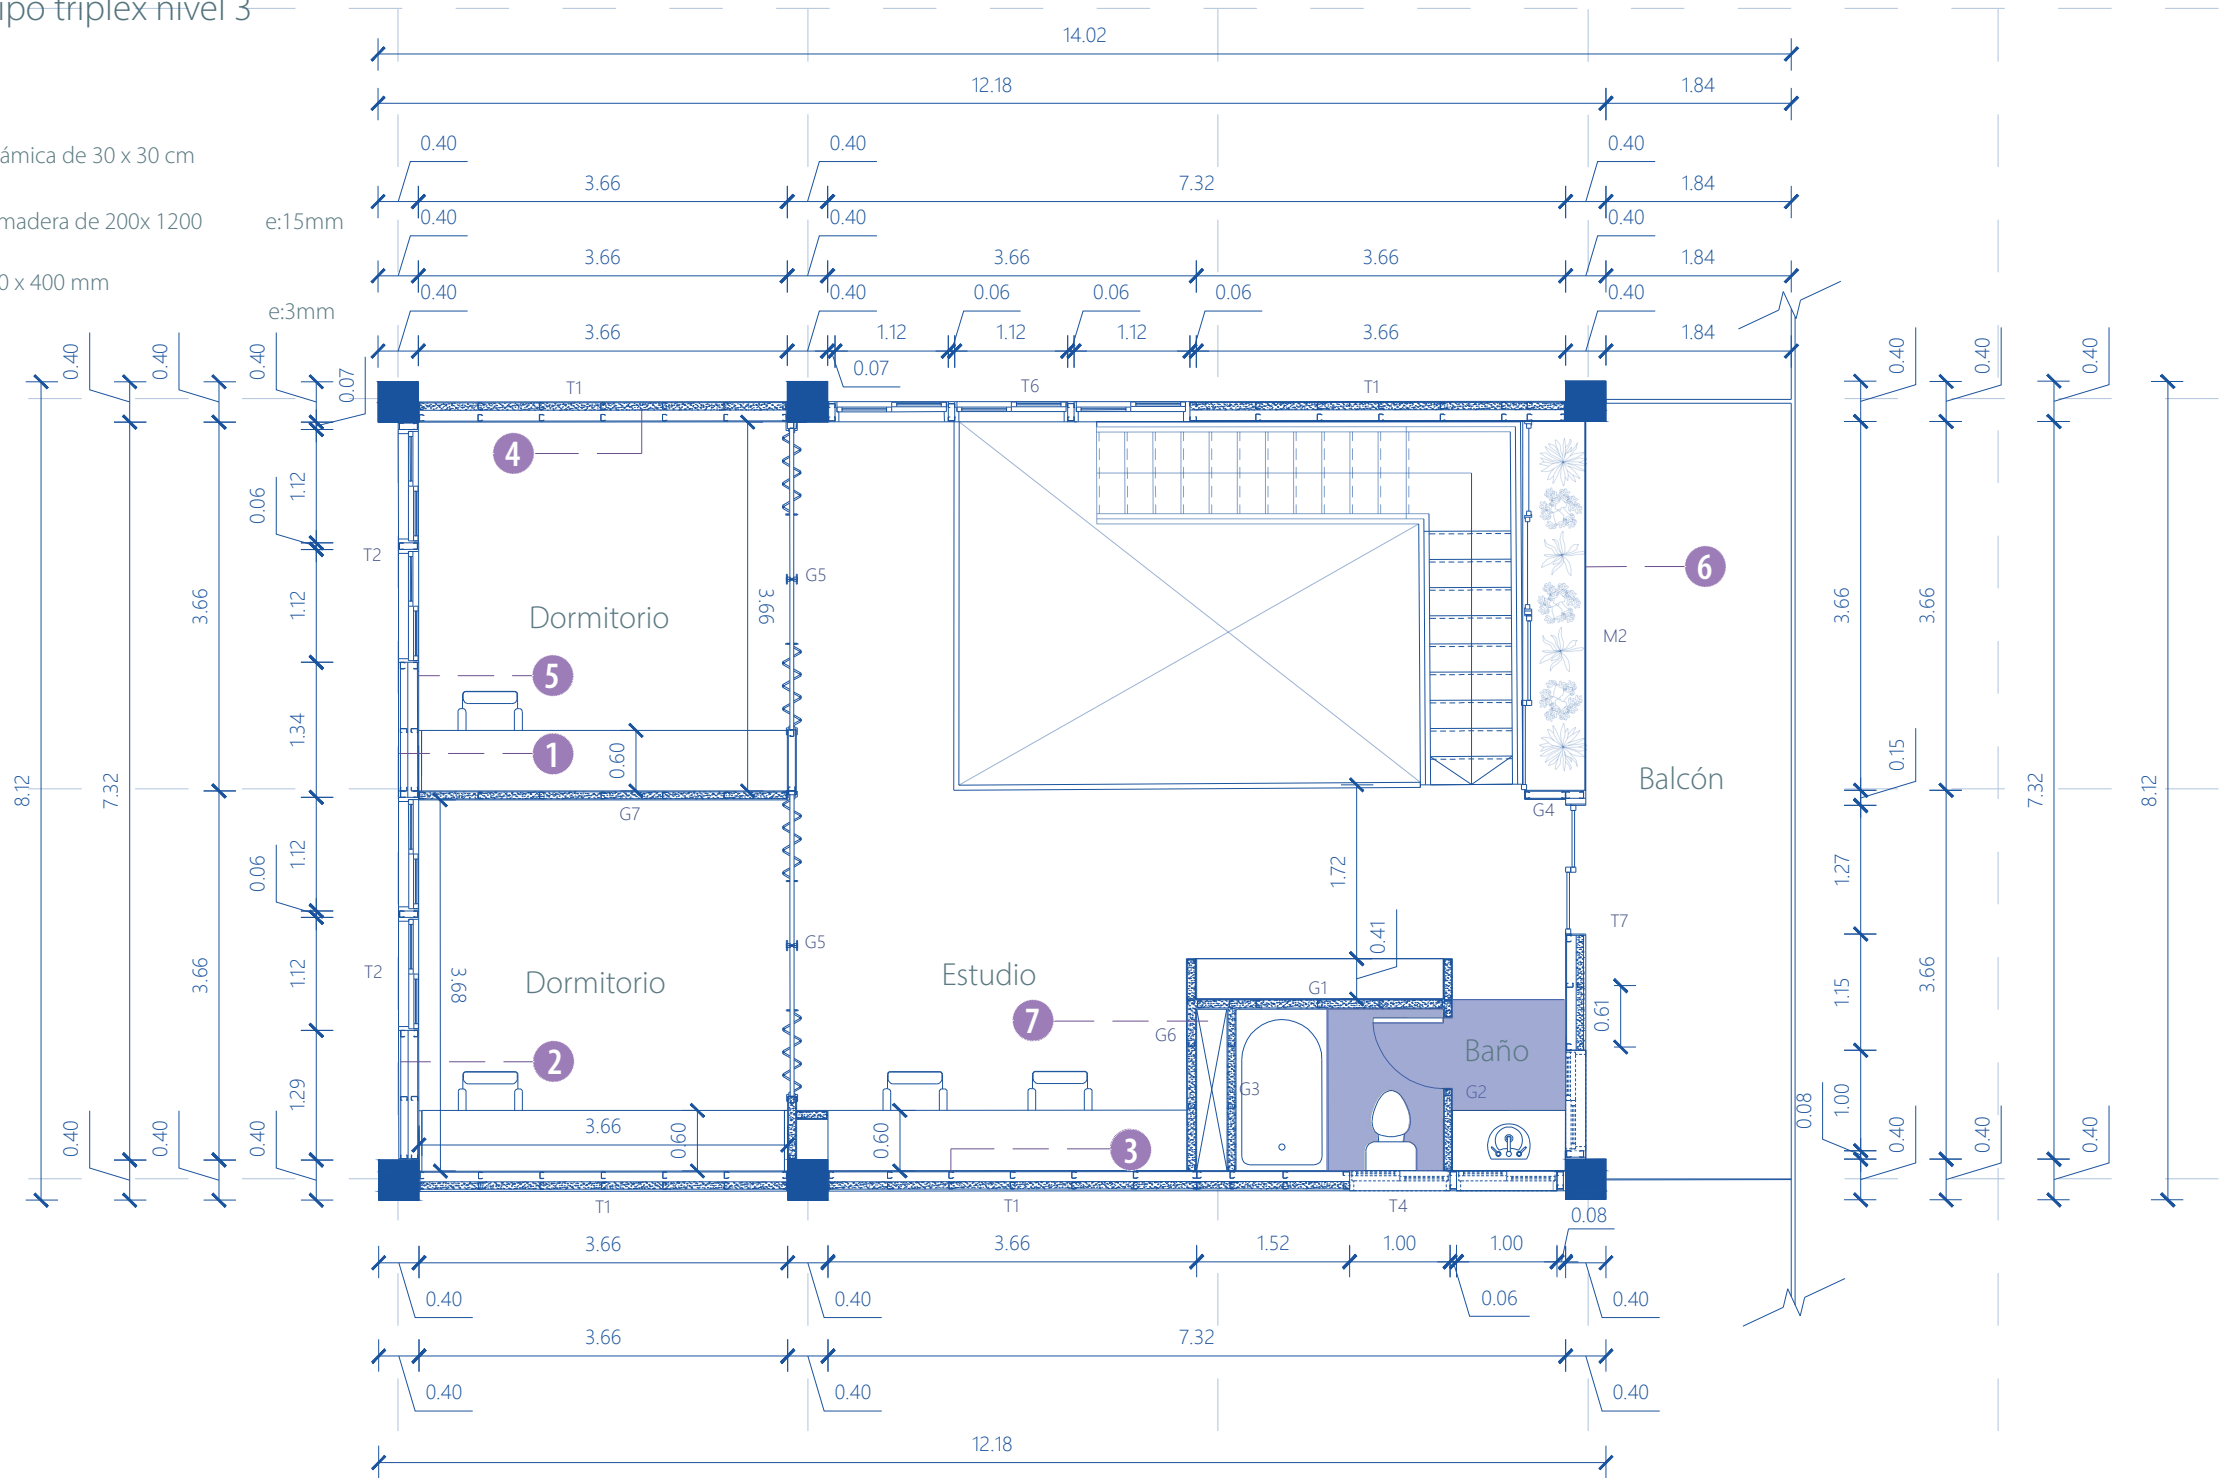 ipo triplex nivel 3
14.02
12.18 1.84
ámica de 30 x 30 cm
0.40 0.40 0.40
3.66 7.32 1.84
madera de 200x 1200 e:15mm
0.40 0.40 0.40
3.66 3.66 3.66 1.84
0 x 400 mm
e:3mm
0.40 0.40 0.06 0.06 0.06 0.40
3.66 1.12 1.12 1.12 3.66 1.84
0.07
0.40 0.40 0.40 0.07
T1 T6 T1
0.40 0.40 0.40
4
1.12
0.06
T2
G5
6
3.66 1.12 3.66 3.66 3.66
Dormitorio
M2
5
1.34
1
0.60
0.15
8.12 7.32 7.32 8.12
Balcón
G7 G4
1.12
0.06
1.72
1.27
T7
0.41
G5
T2
3.66 1.12 3.68
Dormitorio
Estudio
G1
1.15 3.66
0.61
7
G6
Baño
2
G3 G2
1.29
0.08
1.00
0.40 0.40 0.40
3.66
0.60 0.60
3
0.40 0.40 0.40
T1 T1 T4
0.08
3.66 3.66 1.52 1.00 1.00
0.40 0.40 0.06 0.40
3.66 7.32
0.40 0.40 0.40
12.18